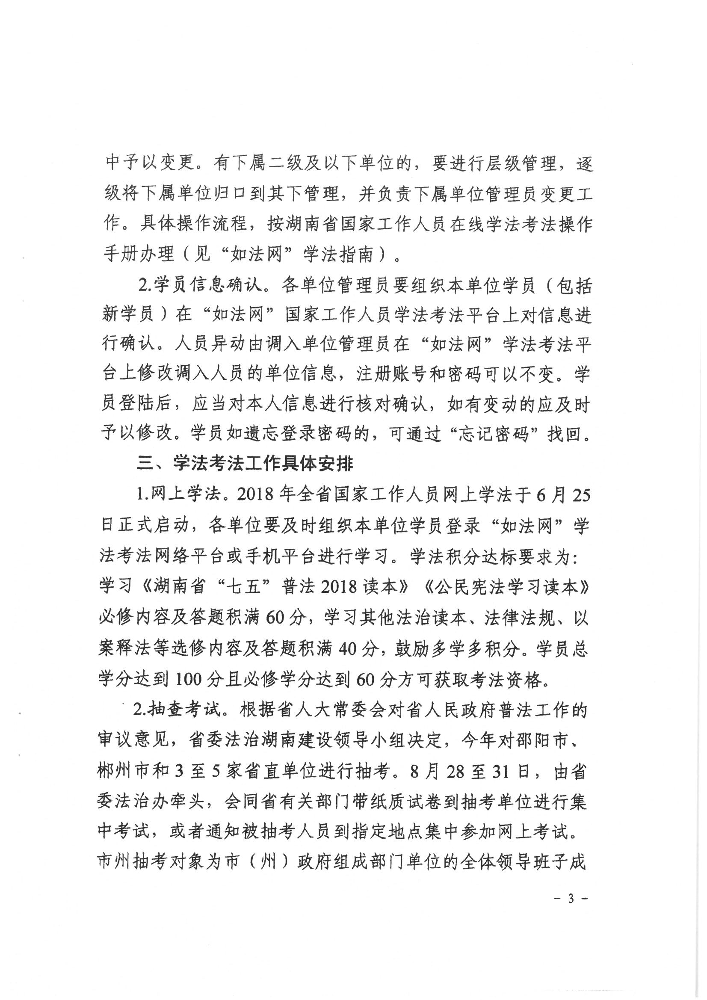 中予以变更。有下属二级及以下单位的，要进行层级管理，逐
级将下属单位归口到其下管理，并负责下属单位管理员变更工
作。具体操作流程，按湖南省国家工作人员在线学法考法操作
手册办理（见“如法网”学法指南）。
2.学员信息确认。各单位管理员要组织本单位学员（包括
新学员）在“如法网”国家工作人员学法考法平台上对信息进
行确认。人员异动由调入单位管理员在“如法网”学法考法平
台上修改调入人员的单位信息，注册账号和密码可以不变。学
员登陆后，应当对本人信息进行核对确认，如有变动的应及时
予以修改。学员如遗忘登录密码的，可通过“忘记密码”找回。
三、学法考法工作具体安排
1.网上学法。2018年全省国家工作人员网上学法于6月25
日正式启动，各单位要及时组织本单位学员登录“如法网”学
法考法网络平台或手机平台进行学习。学法积分达标要求为：
学习《湖南省“七五”普法2018读本》《公民宪法学习读本》
必修内容及答题积满60分，学习其他法治读本、法律法规、以
案释法等选修内容及答题积满40分，鼓励多学多积分。学员总
学分达到100分且必修学分达到60分方可获取考法资格。
2.抽查考试。根据省人大常委会对省人民政府普法工作的
审议意见，省委法治湖南建设领导小组决定，今年对邵阳市、
郴州市和3至5家省直单位进行抽考。8月28至31日，由省
委法治办牵头，会同省有关部门带纸质试卷到抽考单位进行集
中考试，或者通知被抽考人员到指定地点集中参加网上考试。
市州抽考对象为市（州）政府组成部门单位的全体领导班子成
- 3 -